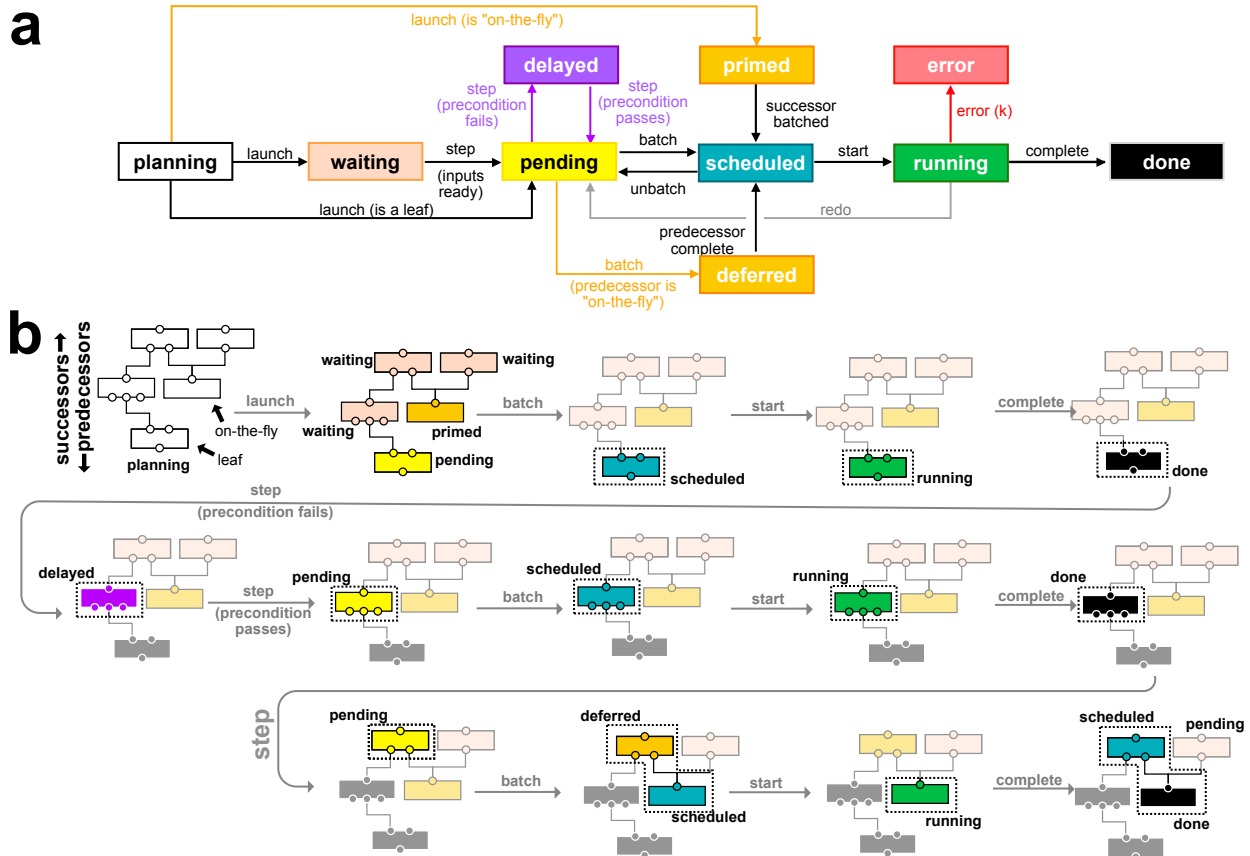 a
launch (is "on-the-fly")
delayed
primed
error
step
(precondition
fails)
step
(precondition
passes)
successor
batched
error (k)
planning
launch
waiting
step
(inputs
ready)
pending
batch
unbatch
scheduled
start
running
complete
done
launch (is a leaf)
redo
predecessor
complete
batch
(predecessor is
"on-the-fly")
deferred
b
successors
predecessors
on-the-fly
leaf
planning
launch
waiting
waiting
waiting
primed
pending
batch
scheduled
start
running
complete
done
step
(precondition fails)
delayed
step
(precondition
passes)
pending
batch
scheduled
start
running
complete
done
step
pending
batch
deferred
scheduled
start
running
complete
scheduled
pending
done